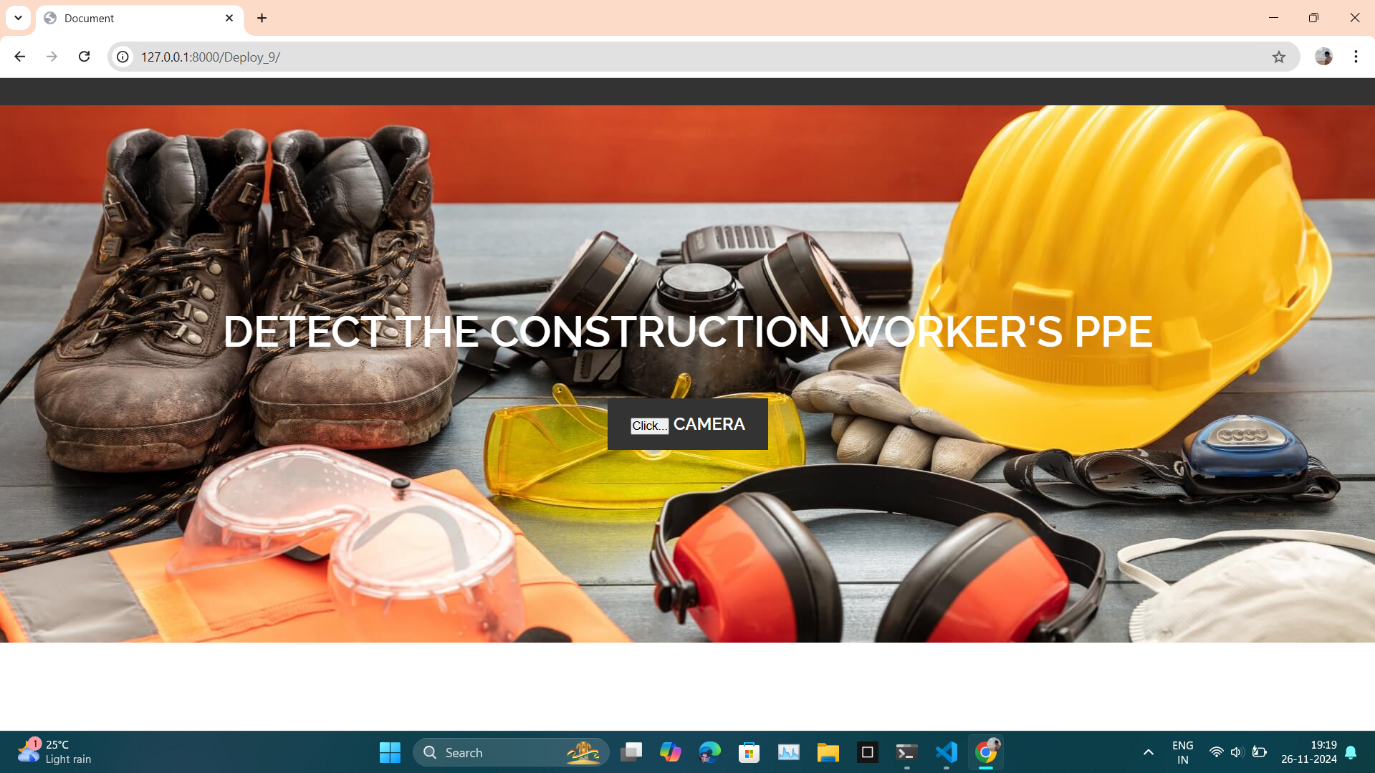 Document
127.0.0.1:8000/Deploy_9/
DETECT THE CONSTRUCTION WORKER'S PPE
Click... CAMERA
1
25°C
Light rain
Search
ENG
IN
19:19
26-11-2024